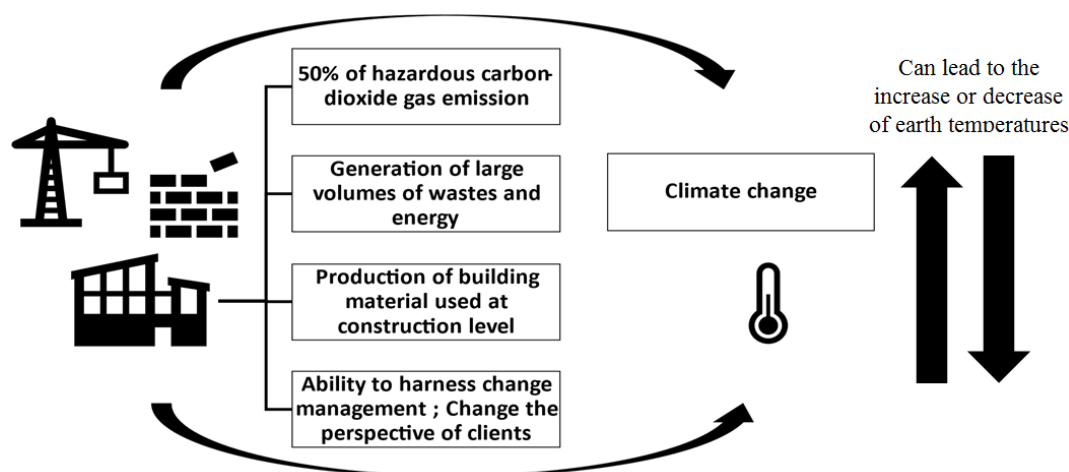 50% of hazardous carbon-
dioxide gas emission
Generation of large
volumes of wastes and
energy
Production of building
material used at
construction level
Ability to harness change
management ; Change the
perspective of clients
Climate change
Can lead to the
increase or decrease
of earth temperatures